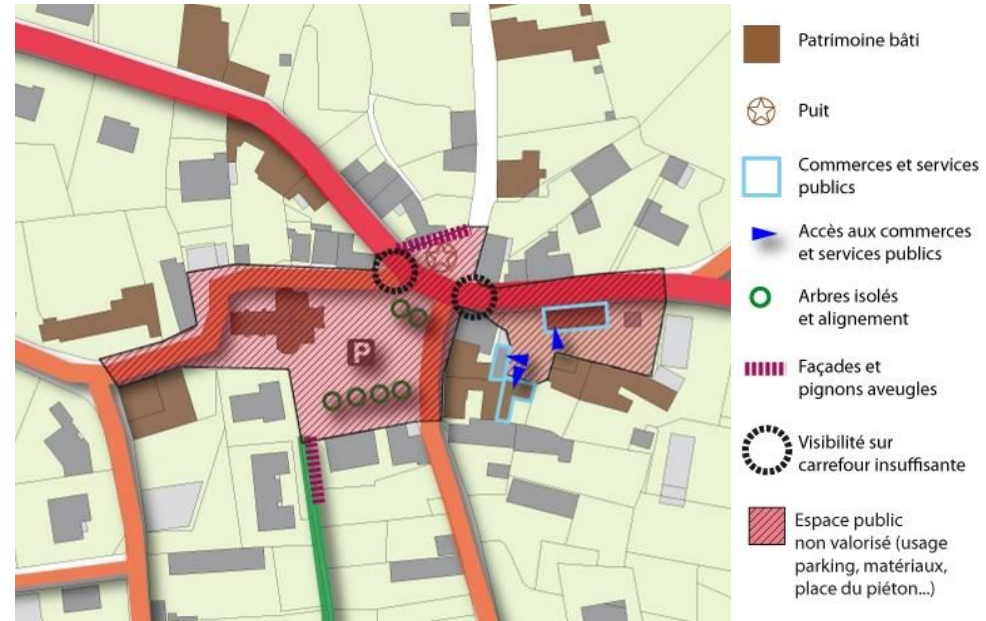 P
Patrimoine bâti
Puit
Commerces et services
publics
Accès aux commerces
et services publics
Arbres isolés
et alignement
Façades et
pignons aveugles
Visibilité sur
carrefour insuffisante
Espace public
non valorisé (usage
parking, matériaux,
place du piéton...)